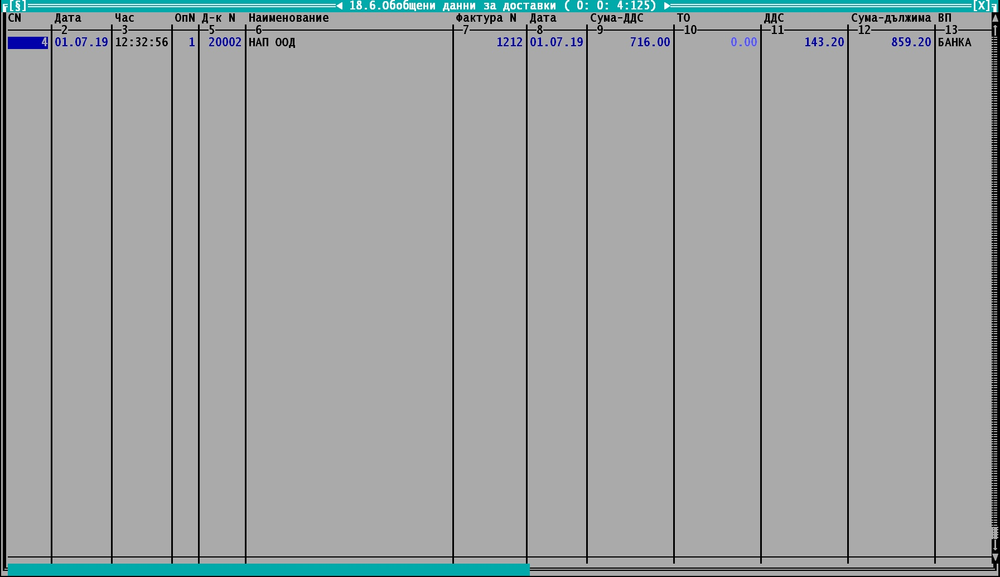 [§] 18.6.Обобщени данни за доставки ( 0: 0: 4:125) [X]
CN Дата Час ОпN Д-к N Наименование Фактура N Дата Сума-ДДС ТО ДДС Сума-дължима ВП
2 3 5 6 7 8 9 10 11 12 13
4 01.07.19 12:32:56 1 20002 НАП ООД 1212 01.07.19 716.00 0.00 143.20 859.20 БАНКА